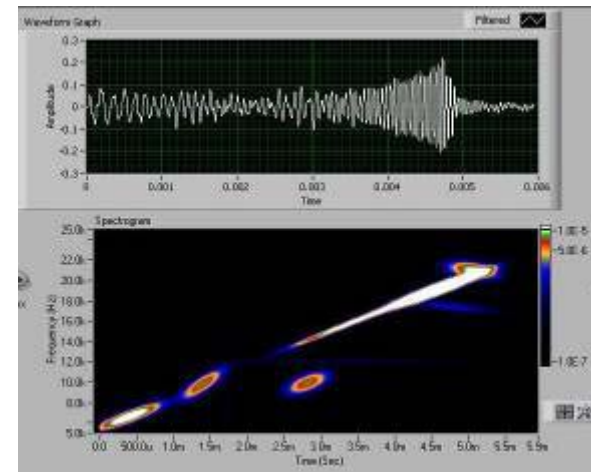 Waveform Graph
Filtered
0.3
0.2
0.1
0
-0.1
-0.2
-0.3
Amplitude
0 0.001 0.002 0.003 0.004 0.005 0.006
Time
Spectrogram
25.0k
22.0k
20.0k
18.0k
16.0k
14.0k
12.0k
10.0k
8.0k
5.0k
Frequency (Hz)
0.0 500.0u 1.0m 1.5m 2.0m 2.5m 3.0m 3.5m 4.0m 4.5m 5.0m 5.5m 5.9m
Time (Sec)
-1.0E-5
-5.0E-6
-1.0E-7